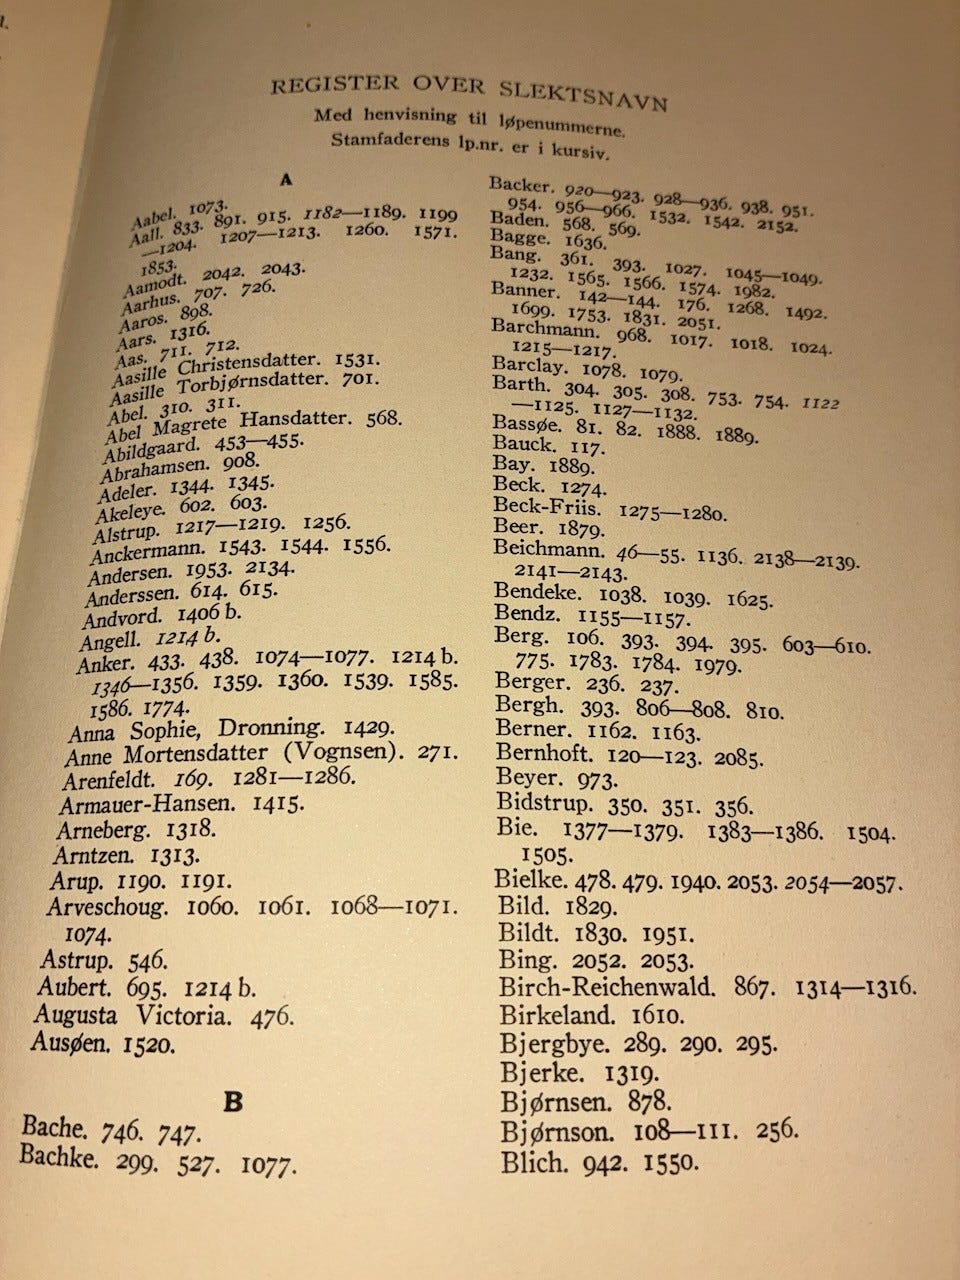 REGISTER OVER SLEKTSNAVN
Med henvisning til løpenummerne.
Stamfaderens lp.nr. er i kursiv.
A
Aabel. 1073.
Aall. 833. 891. 915. 1182—1189. 1199
—1204. 1207—1213. 1260. 1571.
1853.
Aamodt. 2042. 2043.
Aarhus. 707. 726.
Aaros. 898.
Aars. 1316.
Aas. 711. 712.
Aasille Christensdatter. 1531.
Aasille Torbjørnsdatter. 701.
Abel. 310. 311.
Abel Magrete Hansdatter. 568.
Abildgaard. 453—455.
Abrahamsen. 908.
Adeler. 1344. 1345.
Akeleye. 602. 603.
Alstrup. 1217—1219. 1256.
Anckermann. 1543. 1544. 1556.
Andersen. 1953. 2134.
Anderssen. 614. 615.
Andvord. 1406 b.
Angell. 1214 b.
Anker. 433. 438. 1074—1077. 1214 b.
1346—1356. 1359. 1360. 1539. 1585.
1586. 1774.
Anna Sophie, Dronning. 1429.
Anne Mortensdatter (Vognsen). 271.
Arenfeldt. 169. 1281—1286.
Armauer-Hansen. 1415.
Arneberg. 1318.
Arntzen. 1313.
Arup. 1190. 1191.
Arveschoug. 1060. 1061. 1068—1071.
1074.
Astrup. 546.
Aubert. 695. 1214 b.
Augusta Victoria. 476.
Ausøen. 1520.
B
Bache. 746. 747.
Bachke. 299. 527. 1077.
Backer. 920—923. 928—936. 938. 951.
954. 956—966. 1532. 1542. 2152.
Baden. 568. 569.
Bagge. 1636.
Bang. 361. 393. 1027. 1045—1049.
1232. 1565. 1566. 1574. 1982.
Banner. 142—144. 176. 1268. 1492.
1699. 1753. 1831. 2051.
Barchmann. 968. 1017. 1018. 1024.
1215—1217.
Barclay. 1078. 1079.
Barth. 304. 305. 308. 753. 754. 1122
—1125. 1127—1132.
Bassøe. 81. 82. 1888. 1889.
Bauck. 117.
Bay. 1889.
Beck. 1274.
Beck-Friis. 1275—1280.
Beer. 1879.
Beichmann. 46—55. 1136. 2138—2139.
2141—2143.
Bendeke. 1038. 1039. 1625.
Bendz. 1155—1157.
Berg. 106. 393. 394. 395. 603—610.
775. 1783. 1784. 1979.
Berger. 236. 237.
Bergh. 393. 806—808. 810.
Berner. 1162. 1163.
Bernhoft. 120—123. 2085.
Beyer. 973.
Bidstrup. 350. 351. 356.
Bie. 1377—1379. 1383—1386. 1504.
1505.
Bielke. 478. 479. 1940. 2053. 2054—2057.
Bild. 1829.
Bildt. 1830. 1951.
Bing. 2052. 2053.
Birch-Reichenwald. 867. 1314—1316.
Birkeland. 1610.
Bjergbye. 289. 290. 295.
Bjerke. 1319.
Bjørnsen. 878.
Bjørnson. 108—111. 256.
Blich. 942. 1550.